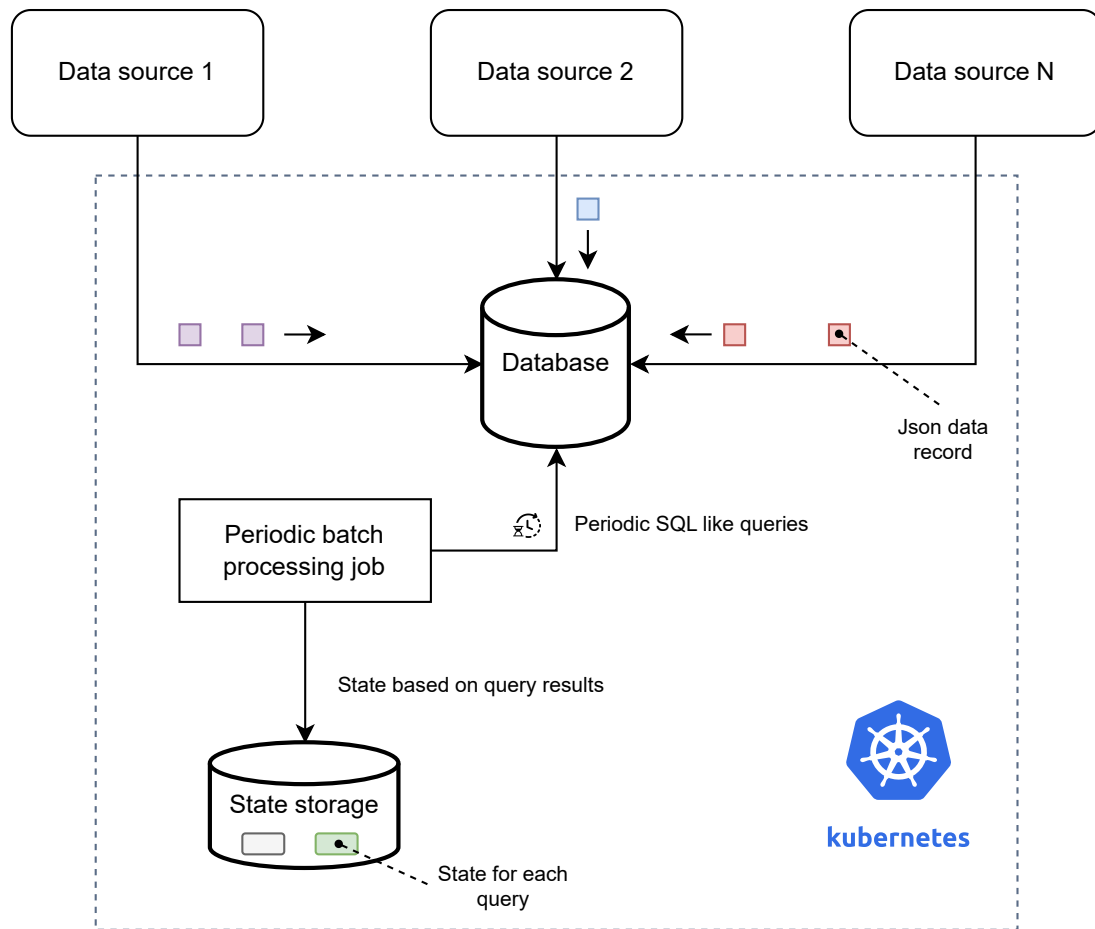 Data source 1
Data source 2
Data source N
Database
Json data
record
Periodic batch
processing job
Periodic SQL like queries
State based on query results
State storage
kubernetes
State for each
query